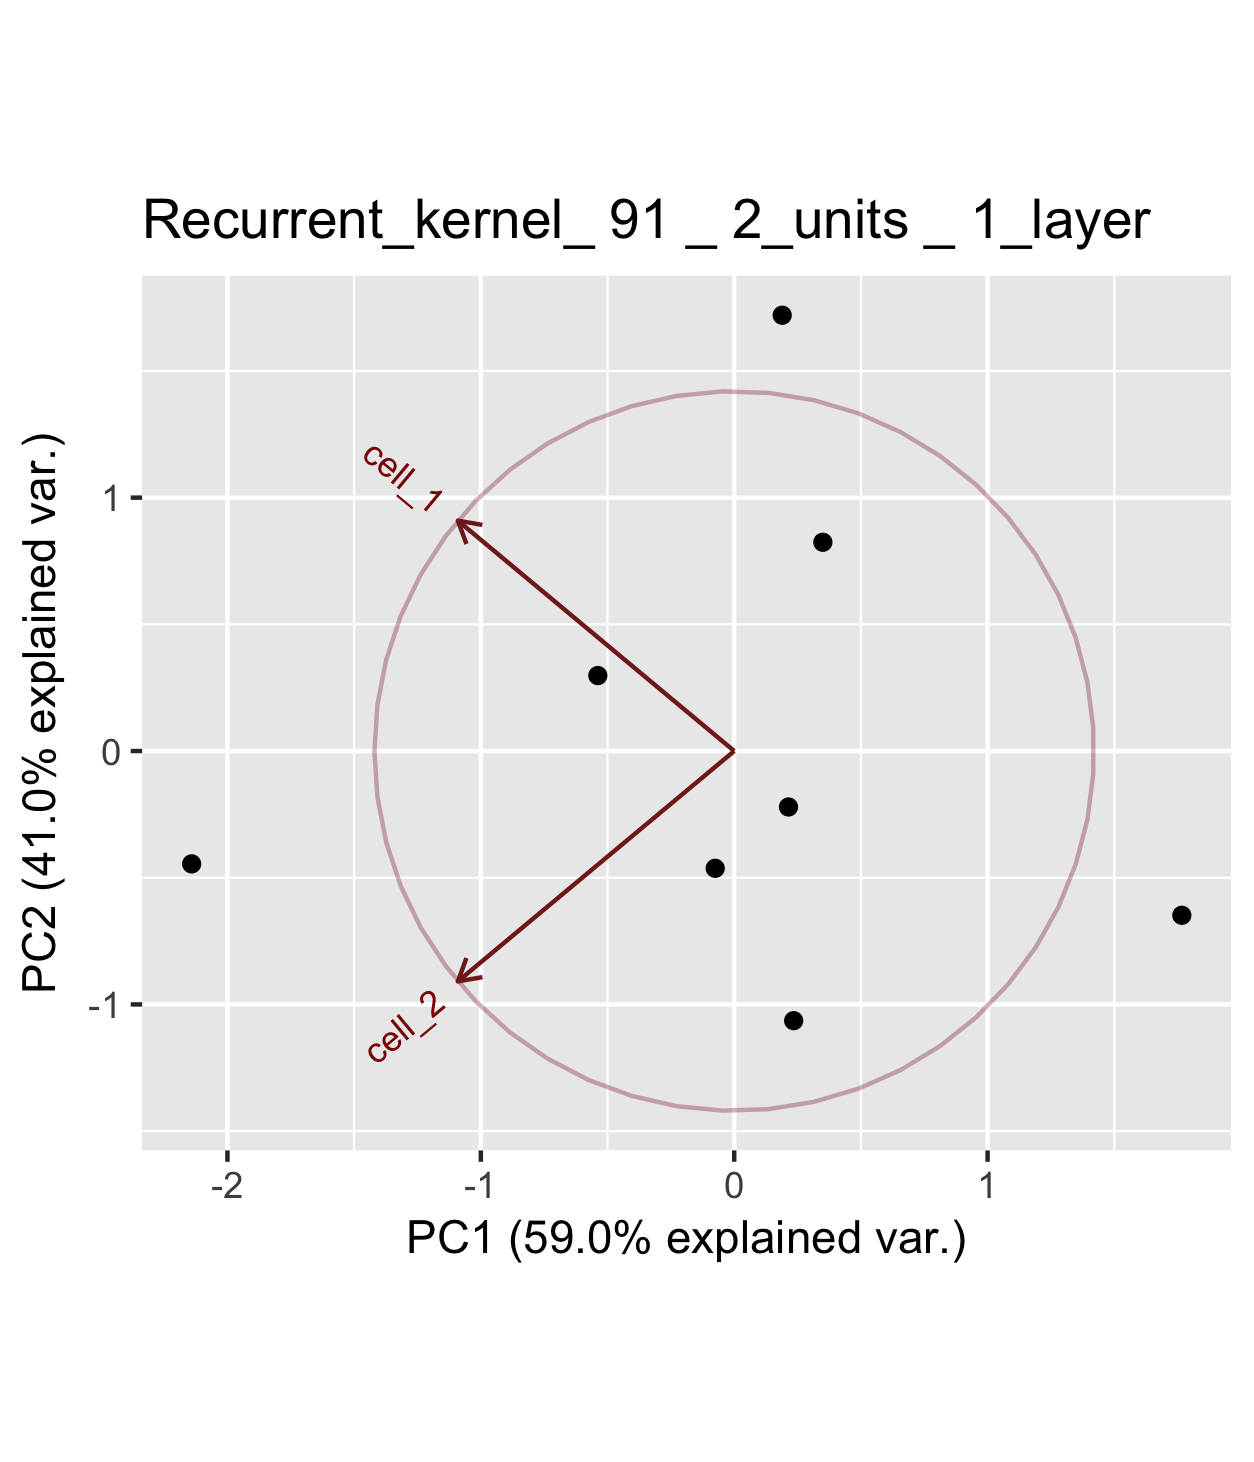 Recurrent_kernel_ 91 _ 2_units _ 1_layer
PC2 (41.0% explained var.)
1
0
-1
cell_1
cell_2
-2
-1
0
1
PC1 (59.0% explained var.)